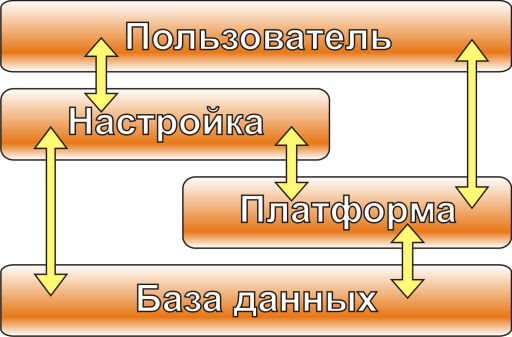 Пользователь
Настройка
Платформа
База данных